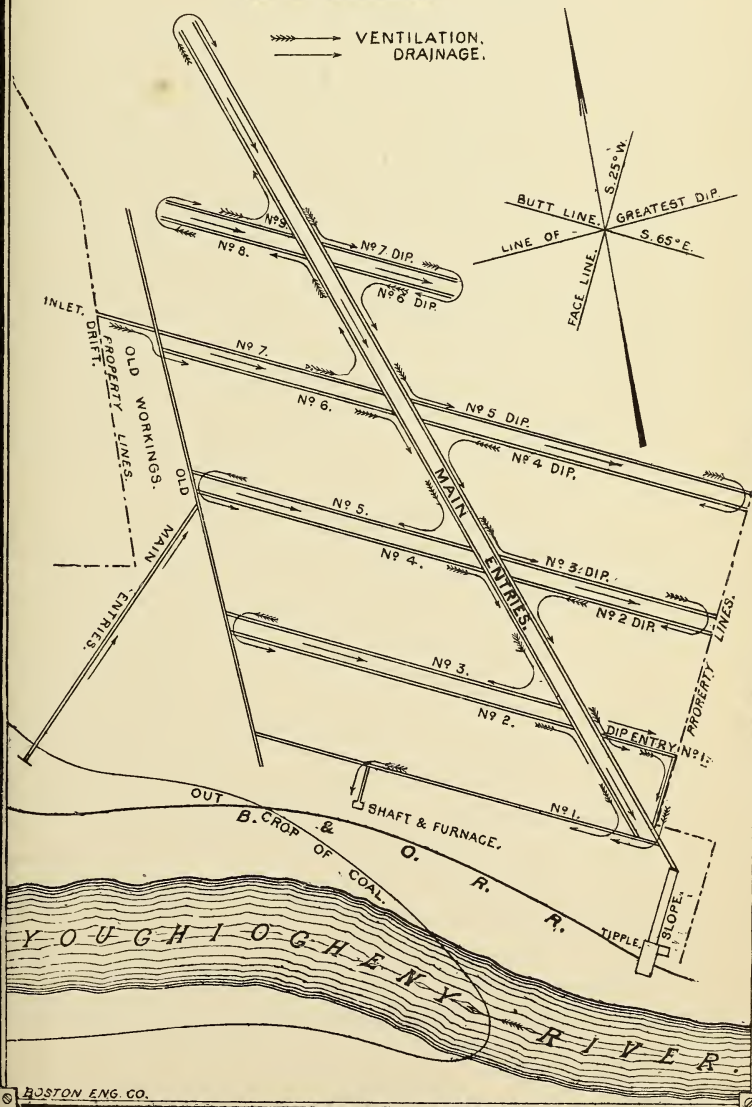 VENTILATION.
DRAINAGE.
S. 25° W.
BUTT LINE. GREATEST DIP
LINE OF S. 65° E.
FACE LINE.
Nº 9.
Nº 8.
Nº 7 DIP.
Nº 6 DIP.
INLET.
DRIFT.
PROPERTY LINES.
OLD WORKINGS.
Nº 7.
Nº 6.
Nº 5 DIP.
Nº 4 DIP.
OLD
MAIN
ENTRIES.
Nº 5.
Nº 4.
MAIN
ENTRIES.
Nº 3. DIP.
Nº 2 DIP.
PROPERTY LINES.
Nº 3.
Nº 2.
DIP ENTRY Nº 1.
Nº 1.
SHAFT & FURNACE.
OUT CROP OF COAL.
B. & O. R. R.
TIPPLE.
SLOPE.
YOUGHIOGHENY RIVER.
BOSTON ENG. CO.